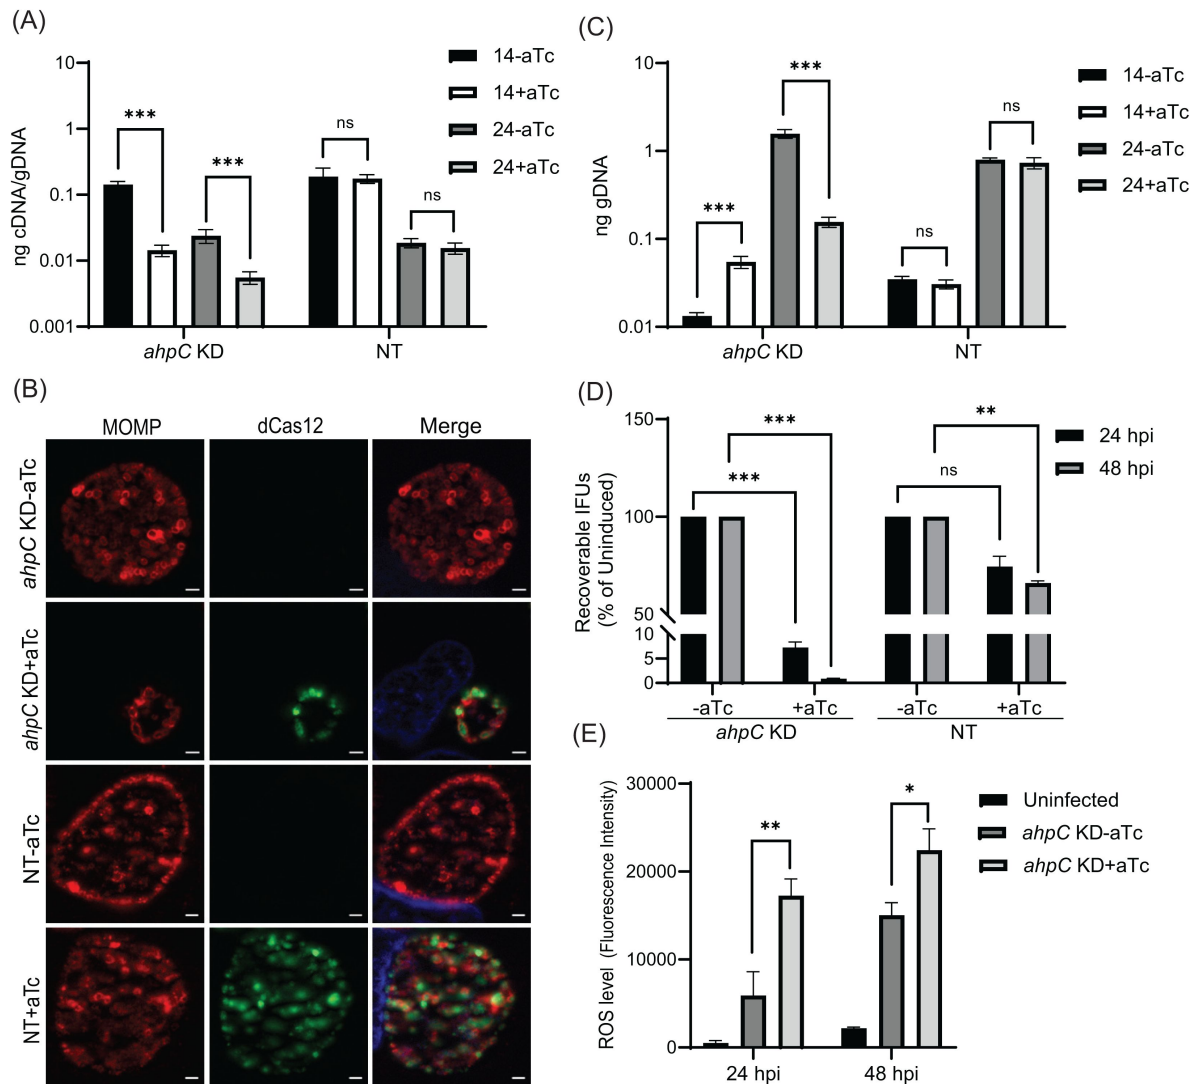 (A)
10
1
0.1
0.01
0.001
ng cDNA/gDNA
***
***
ns
ns
ahpC KD
NT
14-aTc
14+aTc
24-aTc
24+aTc
(C)
10
1
0.1
0.01
ng gDNA
***
***
ns
ns
ahpC KD
NT
14-aTc
14+aTc
24-aTc
24+aTc
(B)
MOMP
dCas12
Merge
ahpC KD-aTc
ahpC KD+aTc
NT-aTc
NT+aTc
(D)
150
100
50
10
5
0
Recoverable IFUs
(% of Uninduced)
***
***
ns
**
-aTc
+aTc
-aTc
+aTc
ahpC KD
NT
24 hpi
48 hpi
(E)
30000
20000
10000
0
ROS level (Fluorescence Intensity)
**
*
24 hpi
48 hpi
Uninfected
ahpC KD-aTc
ahpC KD+aTc